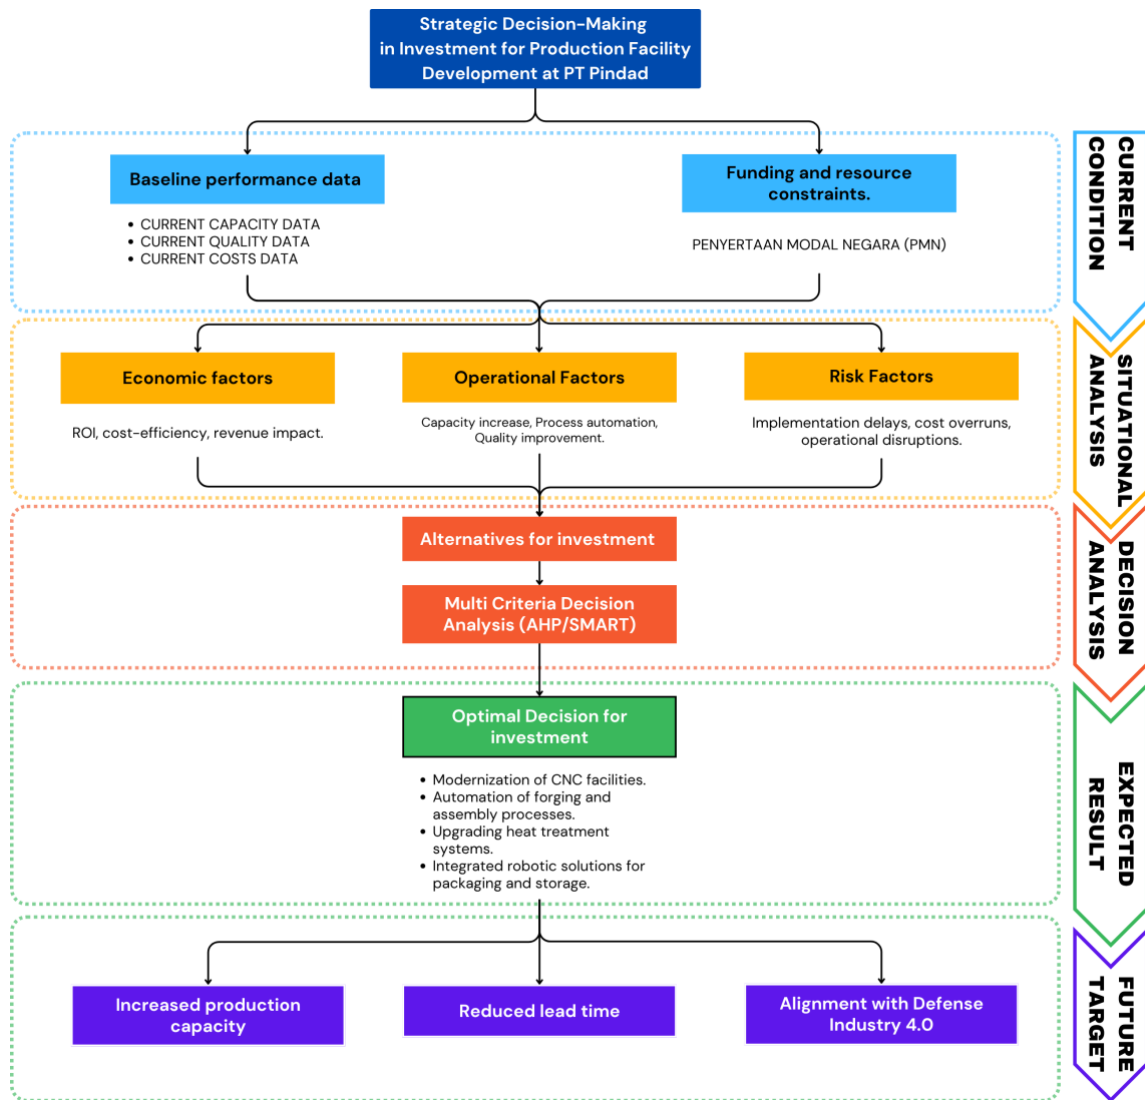 Strategic Decision-Making
in Investment for Production Facility
Development at PT Pindad
CURRENT
CONDITION
Baseline performance data
Funding and resource
constraints.
• CURRENT CAPACITY DATA
• CURRENT QUALITY DATA
• CURRENT COSTS DATA
PENYERTAAN MODAL NEGARA (PMN)
SITUATIONAL
ANALYSIS
Economic factors
Operational Factors
Risk Factors
ROI, cost-efficiency, revenue impact.
Capacity increase, Process automation,
Quality improvement.
Implementation delays, cost overruns,
operational disruptions.
DECISION
ANALYSIS
Alternatives for investment
Multi Criteria Decision
Analysis (AHP/SMART)
EXPECTED
RESULT
Optimal Decision for
investment
• Modernization of CNC facilities.
• Automation of forging and
assembly processes.
• Upgrading heat treatment
systems.
• Integrated robotic solutions for
packaging and storage.
FUTURE
TARGET
Increased production
capacity
Reduced lead time
Alignment with Defense
Industry 4.0